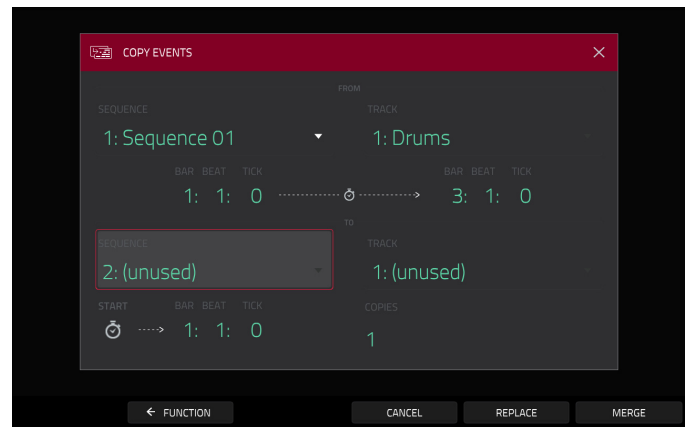 COPY EVENTS
FROM
SEQUENCE TRACK
1: Sequence 01 1: Drums
BAR BEAT TICK BAR BEAT TICK
1: 1: 0 3: 1: 0
TO
SEQUENCE TRACK
2: (unused) 1: (unused)
START BAR BEAT TICK COPIES
1: 1: 0 1
FUNCTION CANCEL REPLACE MERGE